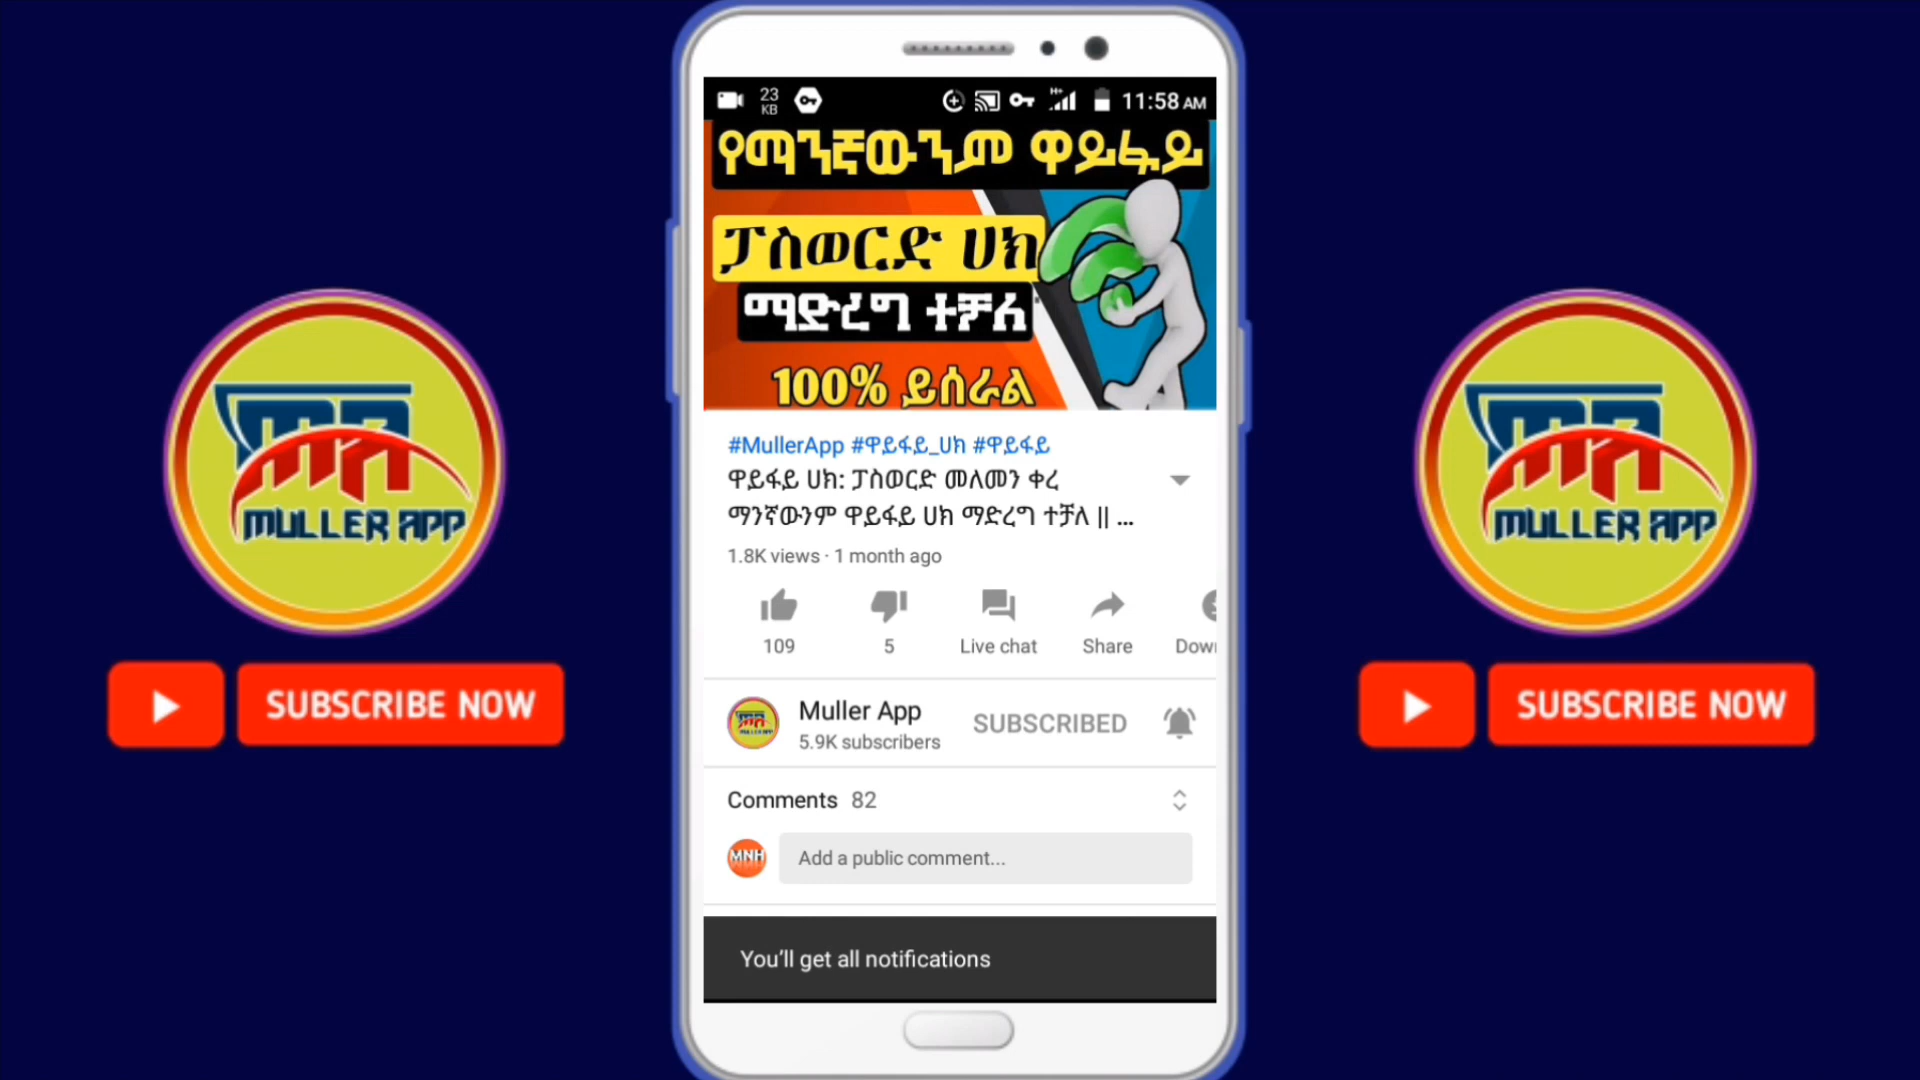 23
KB
H+
11:58 AM
የማንኛውንም ዋይፋይ
ፓስወርድ ሀክ
ማድረግ ተቻለ
100% ይሰራል
#MullerApp #ዋይፋይ_ሀክ #ዋይፋይ
ዋይፋይ ሀክ: ፓስወርድ መለመን ቀረ
ማንኛውንም ዋይፋይ ሀክ ማድረግ ተቻለ || ...
1.8K views · 1 month ago
109
5
Live chat
Share
Down
Muller App
5.9K subscribers
SUBSCRIBED
Comments 82
MNH
Add a public comment...
You'll get all notifications
MULLER APP
SUBSCRIBE NOW
MULLER APP
SUBSCRIBE NOW